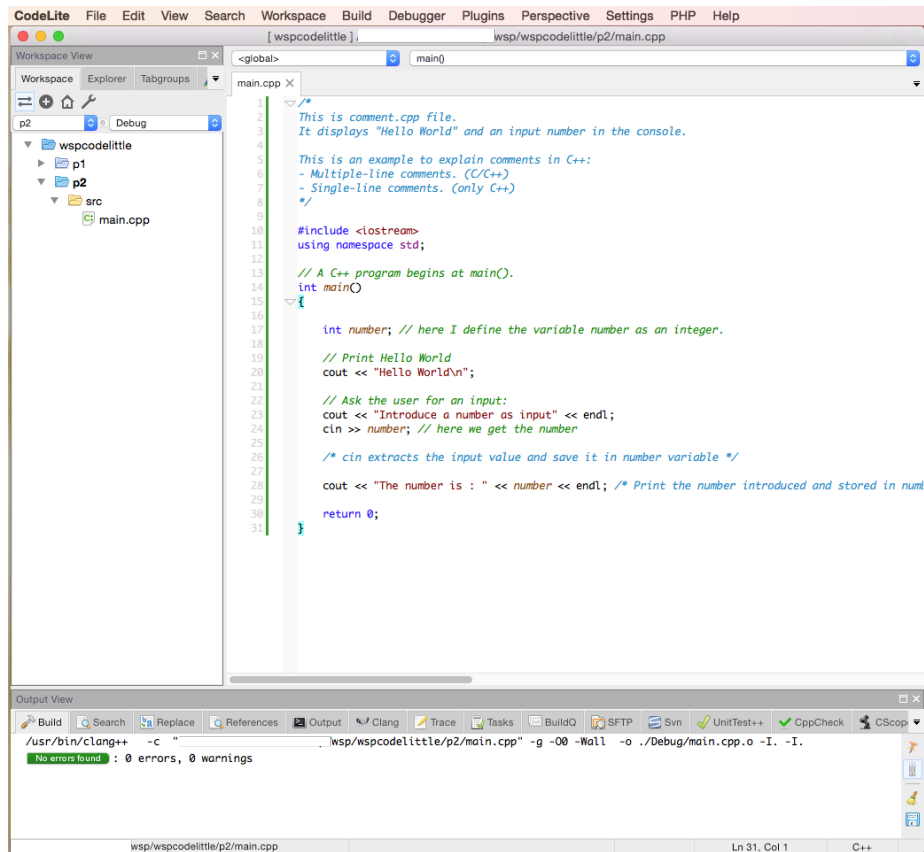 CodeLite File Edit View Search Workspace Build Debugger Plugins Perspective Settings PHP Help
[ wspcodelittle ] wsp/wspcodelittle/p2/main.cpp
Workspace View
Workspace Explorer Tabgroups
p2 Debug
wspcodelittle
p1
p2
src
main.cpp
<global> main()
main.cpp
1 /*
2 This is comment.cpp file.
3 It displays "Hello World" and an input number in the console.
4
5 This is an example to explain comments in C++:
6 - Multiple-line comments. (C/C++)
7 - Single-line comments. (only C++)
8 */
9
10 #include <iostream>
11 using namespace std;
12
13 // A C++ program begins at main().
14 int main()
15 {
16
17 int number; // here I define the variable number as an integer.
18
19 // Print Hello World
20 cout << "Hello World\n";
21
22 // Ask the user for an input:
23 cout << "Introduce a number as input" << endl;
24 cin >> number; // here we get the number
25
26 /* cin extracts the input value and save it in number variable */
27
28 cout << "The number is : " << number << endl; /* Print the number introduced and stored in num
29
30 return 0;
31 }
Output View
Build Search Replace References Output Clang Trace Tasks BuildQ SFTP Svn UnitTest++ CppCheck CScop
/usr/bin/clang++ -c " wsp/wspcodelittle/p2/main.cpp" -g -O0 -Wall -o ./Debug/main.cpp.o -I. -I.
No errors found : 0 errors, 0 warnings
wsp/wspcodelittle/p2/main.cpp Ln 31, Col 1 C++